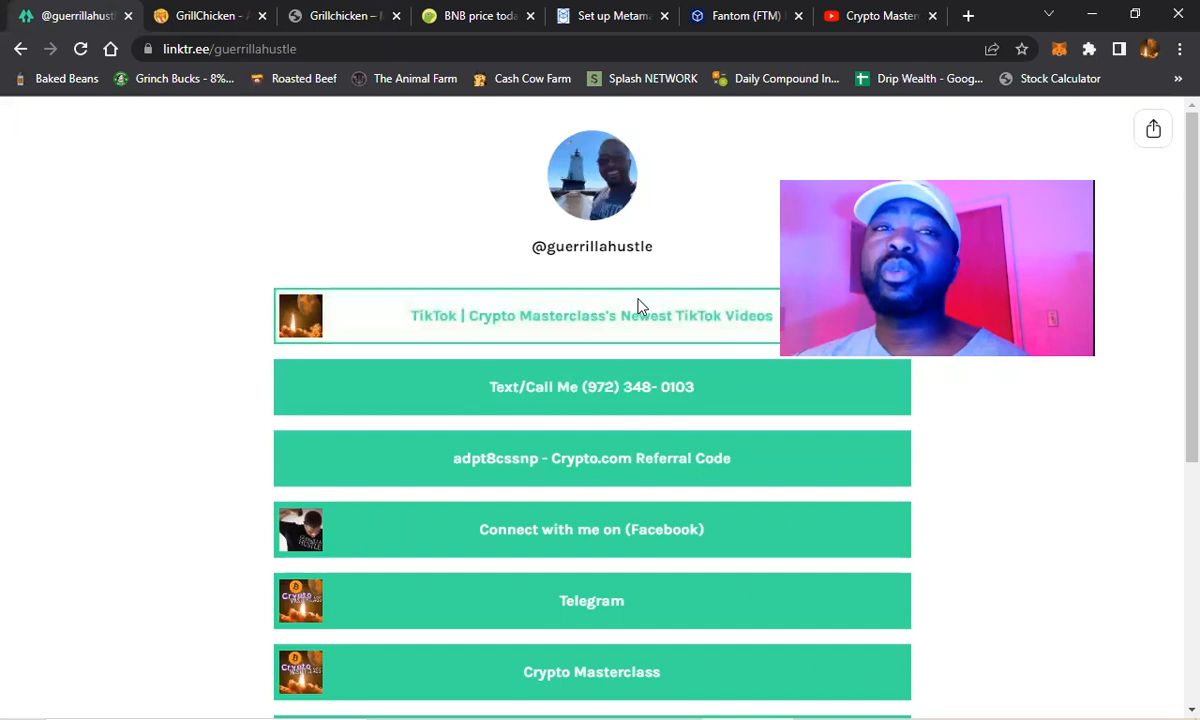 @guerrillahust
GrillChicken - A
Grillchicken –
BNB price toda
Set up Metama
Fantom (FTM)
Crypto Master
linktr.ee/guerrillahustle
Baked Beans
Grinch Bucks - 8%...
Roasted Beef
The Animal Farm
Cash Cow Farm
Splash NETWORK
Daily Compound In...
Drip Wealth - Goog...
Stock Calculator
@guerrillahustle
TikTok | Crypto Masterclass's Newest TikTok Videos
Text/Call Me (972) 348- 0103
adpt8cssnp - Crypto.com Referral Code
Connect with me on (Facebook)
Telegram
Crypto Masterclass